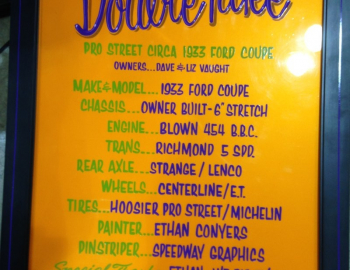 Double Take
PRO STREET CIRCA 1933 FORD COUPE
OWNERS...DAVE & LIZ VAUGHT
MAKE & MODEL...1933 FORD COUPE
CHASSIS...OWNER BUILT-6" STRETCH
ENGINE...BLOWN 454 B.B.C.
TRANS...RICHMOND 5 SPD.
REAR AXLE...STRANGE/LENCO
WHEELS...CENTERLINE/E.T.
TIRES...HOOSIER PRO STREET/MICHELIN
PAINTER...ETHAN CONYERS
PINSTRIPER...SPEEDWAY GRAPHICS